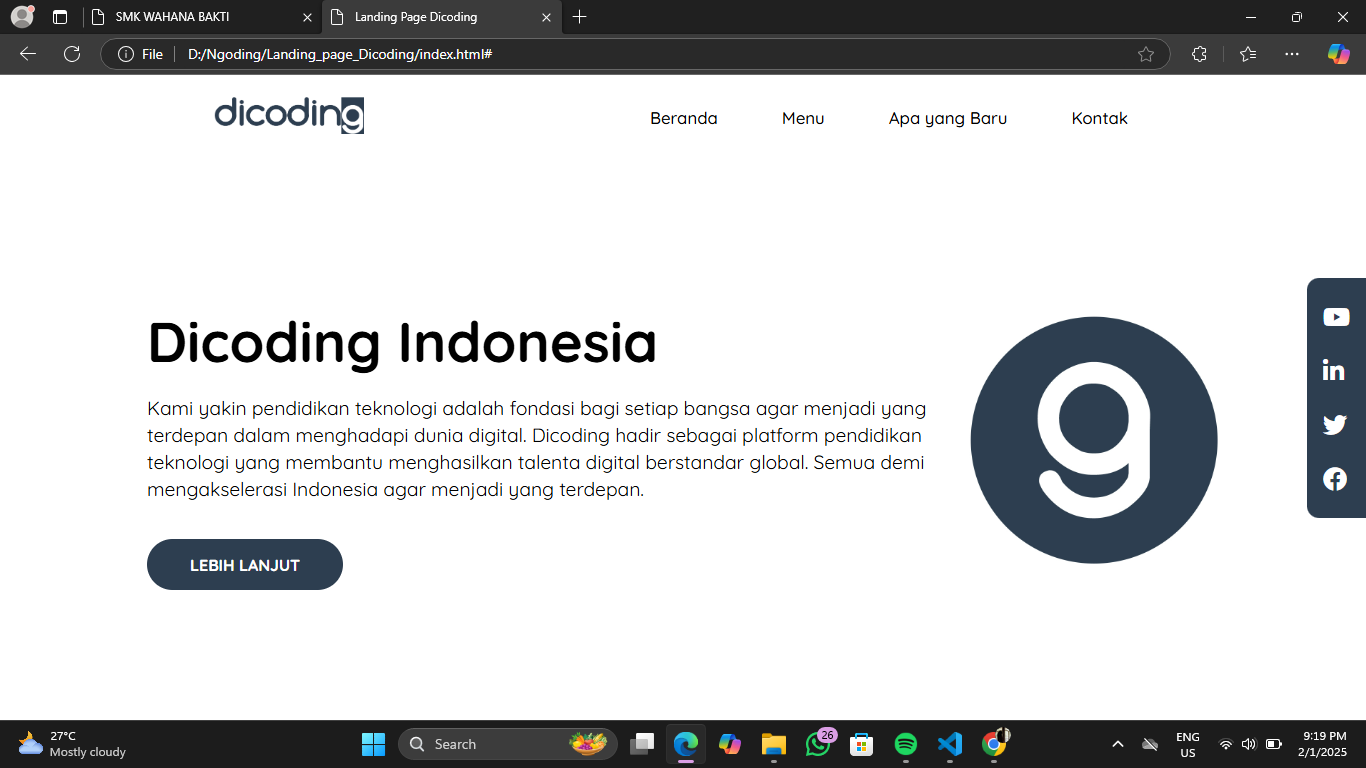 SMK WAHANA BAKTI
Landing Page Dicoding
File
D:/Ngoding/Landing_page_Dicoding/index.html#
dicoding
Beranda
Menu
Apa yang Baru
Kontak
Dicoding Indonesia
Kami yakin pendidikan teknologi adalah fondasi bagi setiap bangsa agar menjadi yang
terdepan dalam menghadapi dunia digital. Dicoding hadir sebagai platform pendidikan
teknologi yang membantu menghasilkan talenta digital berstandar global. Semua demi
mengakselerasi Indonesia agar menjadi yang terdepan.
LEBIH LANJUT
g
in
27°C
Mostly cloudy
Search
26
ENG
US
9:19 PM
2/1/2025